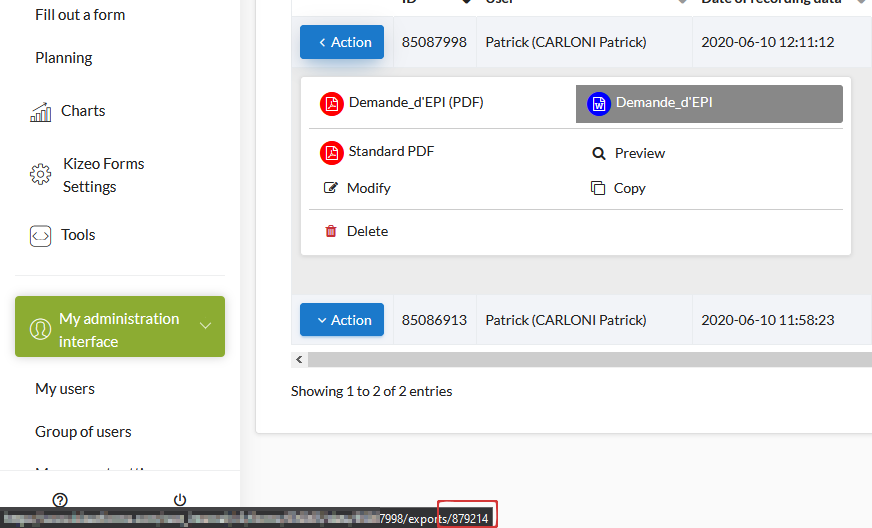 Fill out a form
Planning
Charts
Kizeo Forms
Settings
Tools
My administration
interface
My users
Group of users
User
Date of recording data
Action
85087998
Patrick (CARLONI Patrick)
2020-06-10 12:11:12
Demande_d'EPI (PDF)
Demande_d'EPI
Standard PDF
Preview
Modify
Copy
Delete
Action
85086913
Patrick (CARLONI Patrick)
2020-06-10 11:58:23
Showing 1 to 2 of 2 entries
7998/exports/879214